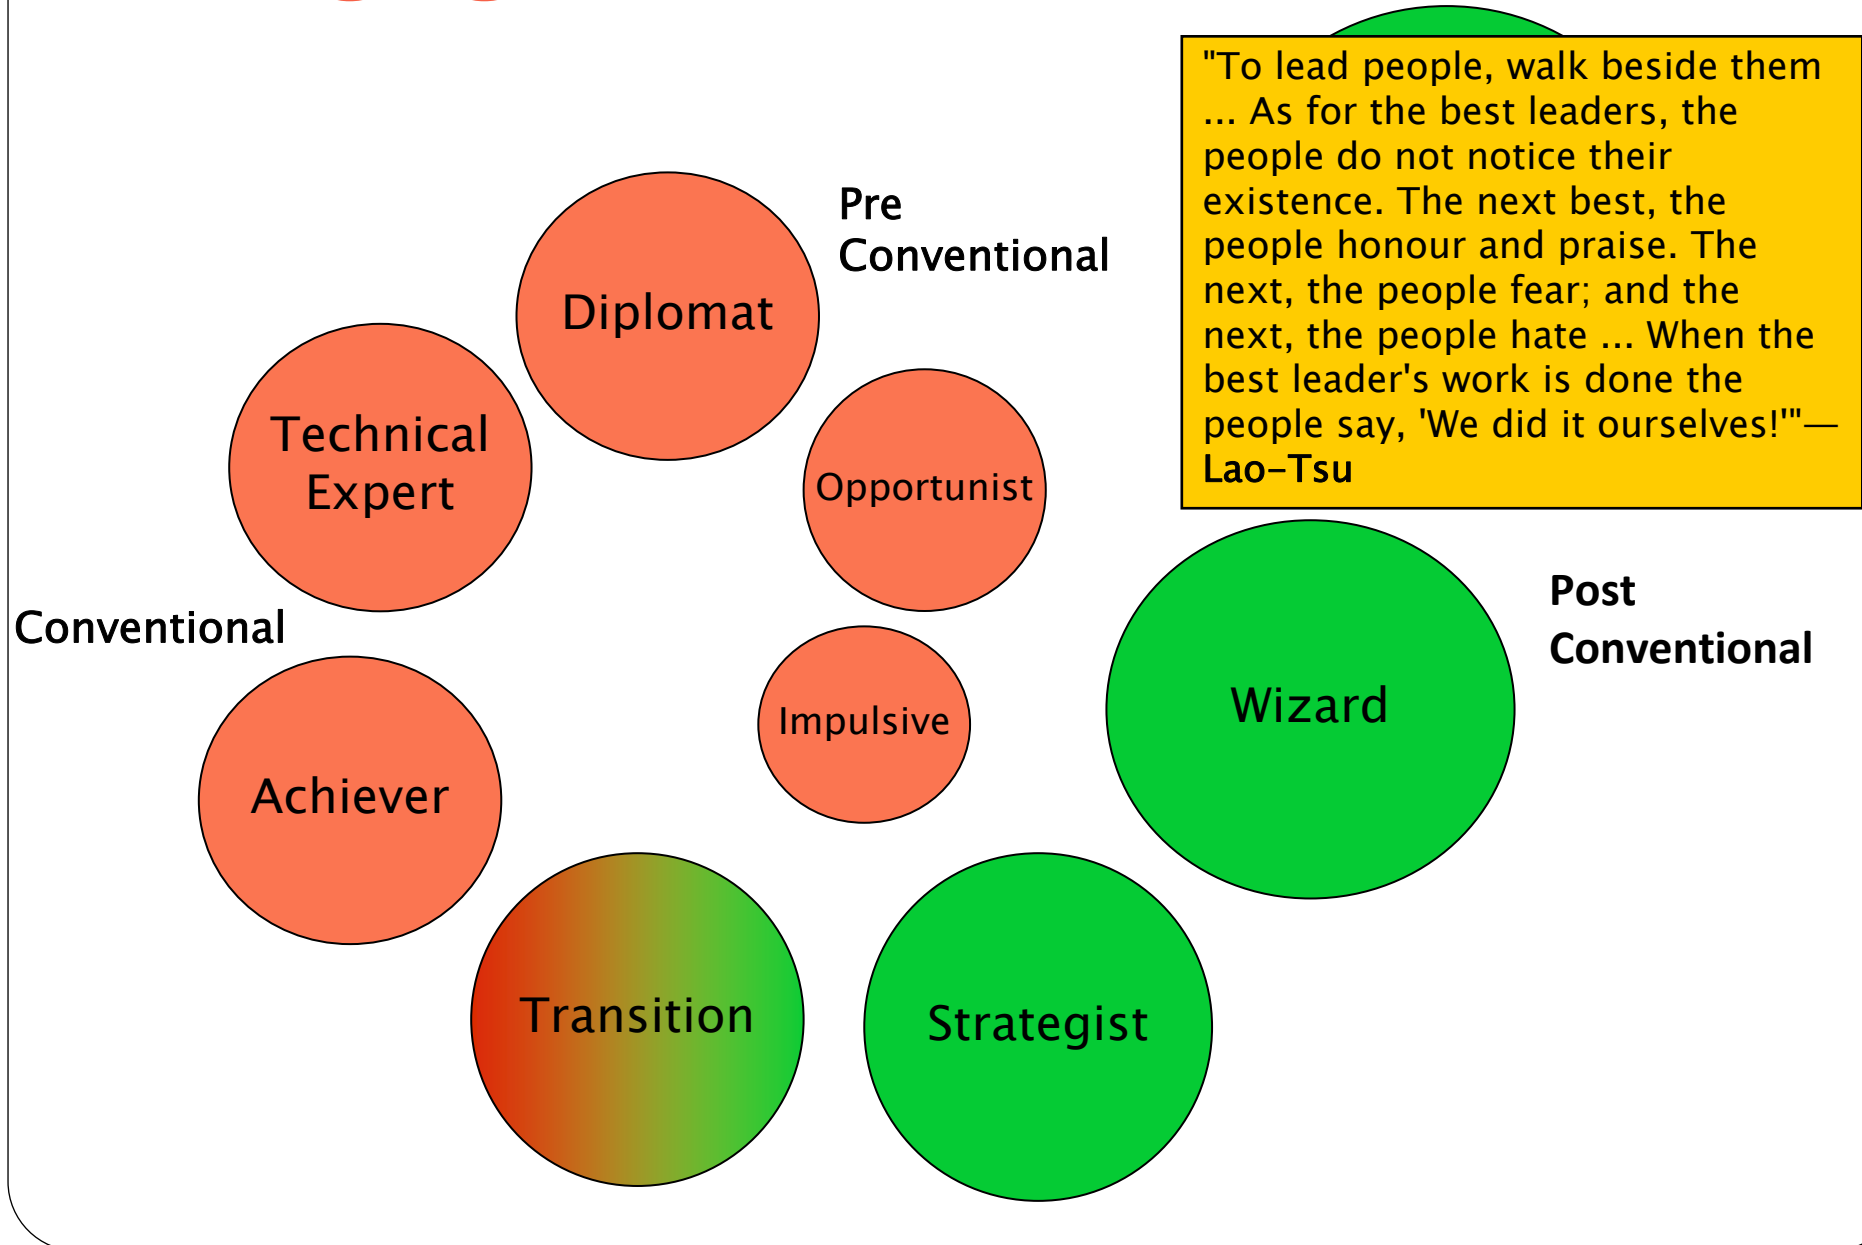 "To lead people, walk beside them
... As for the best leaders, the
people do not notice their
existence. The next best, the
people honour and praise. The
next, the people fear; and the
next, the people hate ... When the
best leader's work is done the
people say, 'We did it ourselves!'"—
Lao-Tsu
Pre
Conventional
Diplomat
Technical
Expert
Opportunist
Conventional
Post
Conventional
Impulsive
Wizard
Achiever
Transition
Strategist